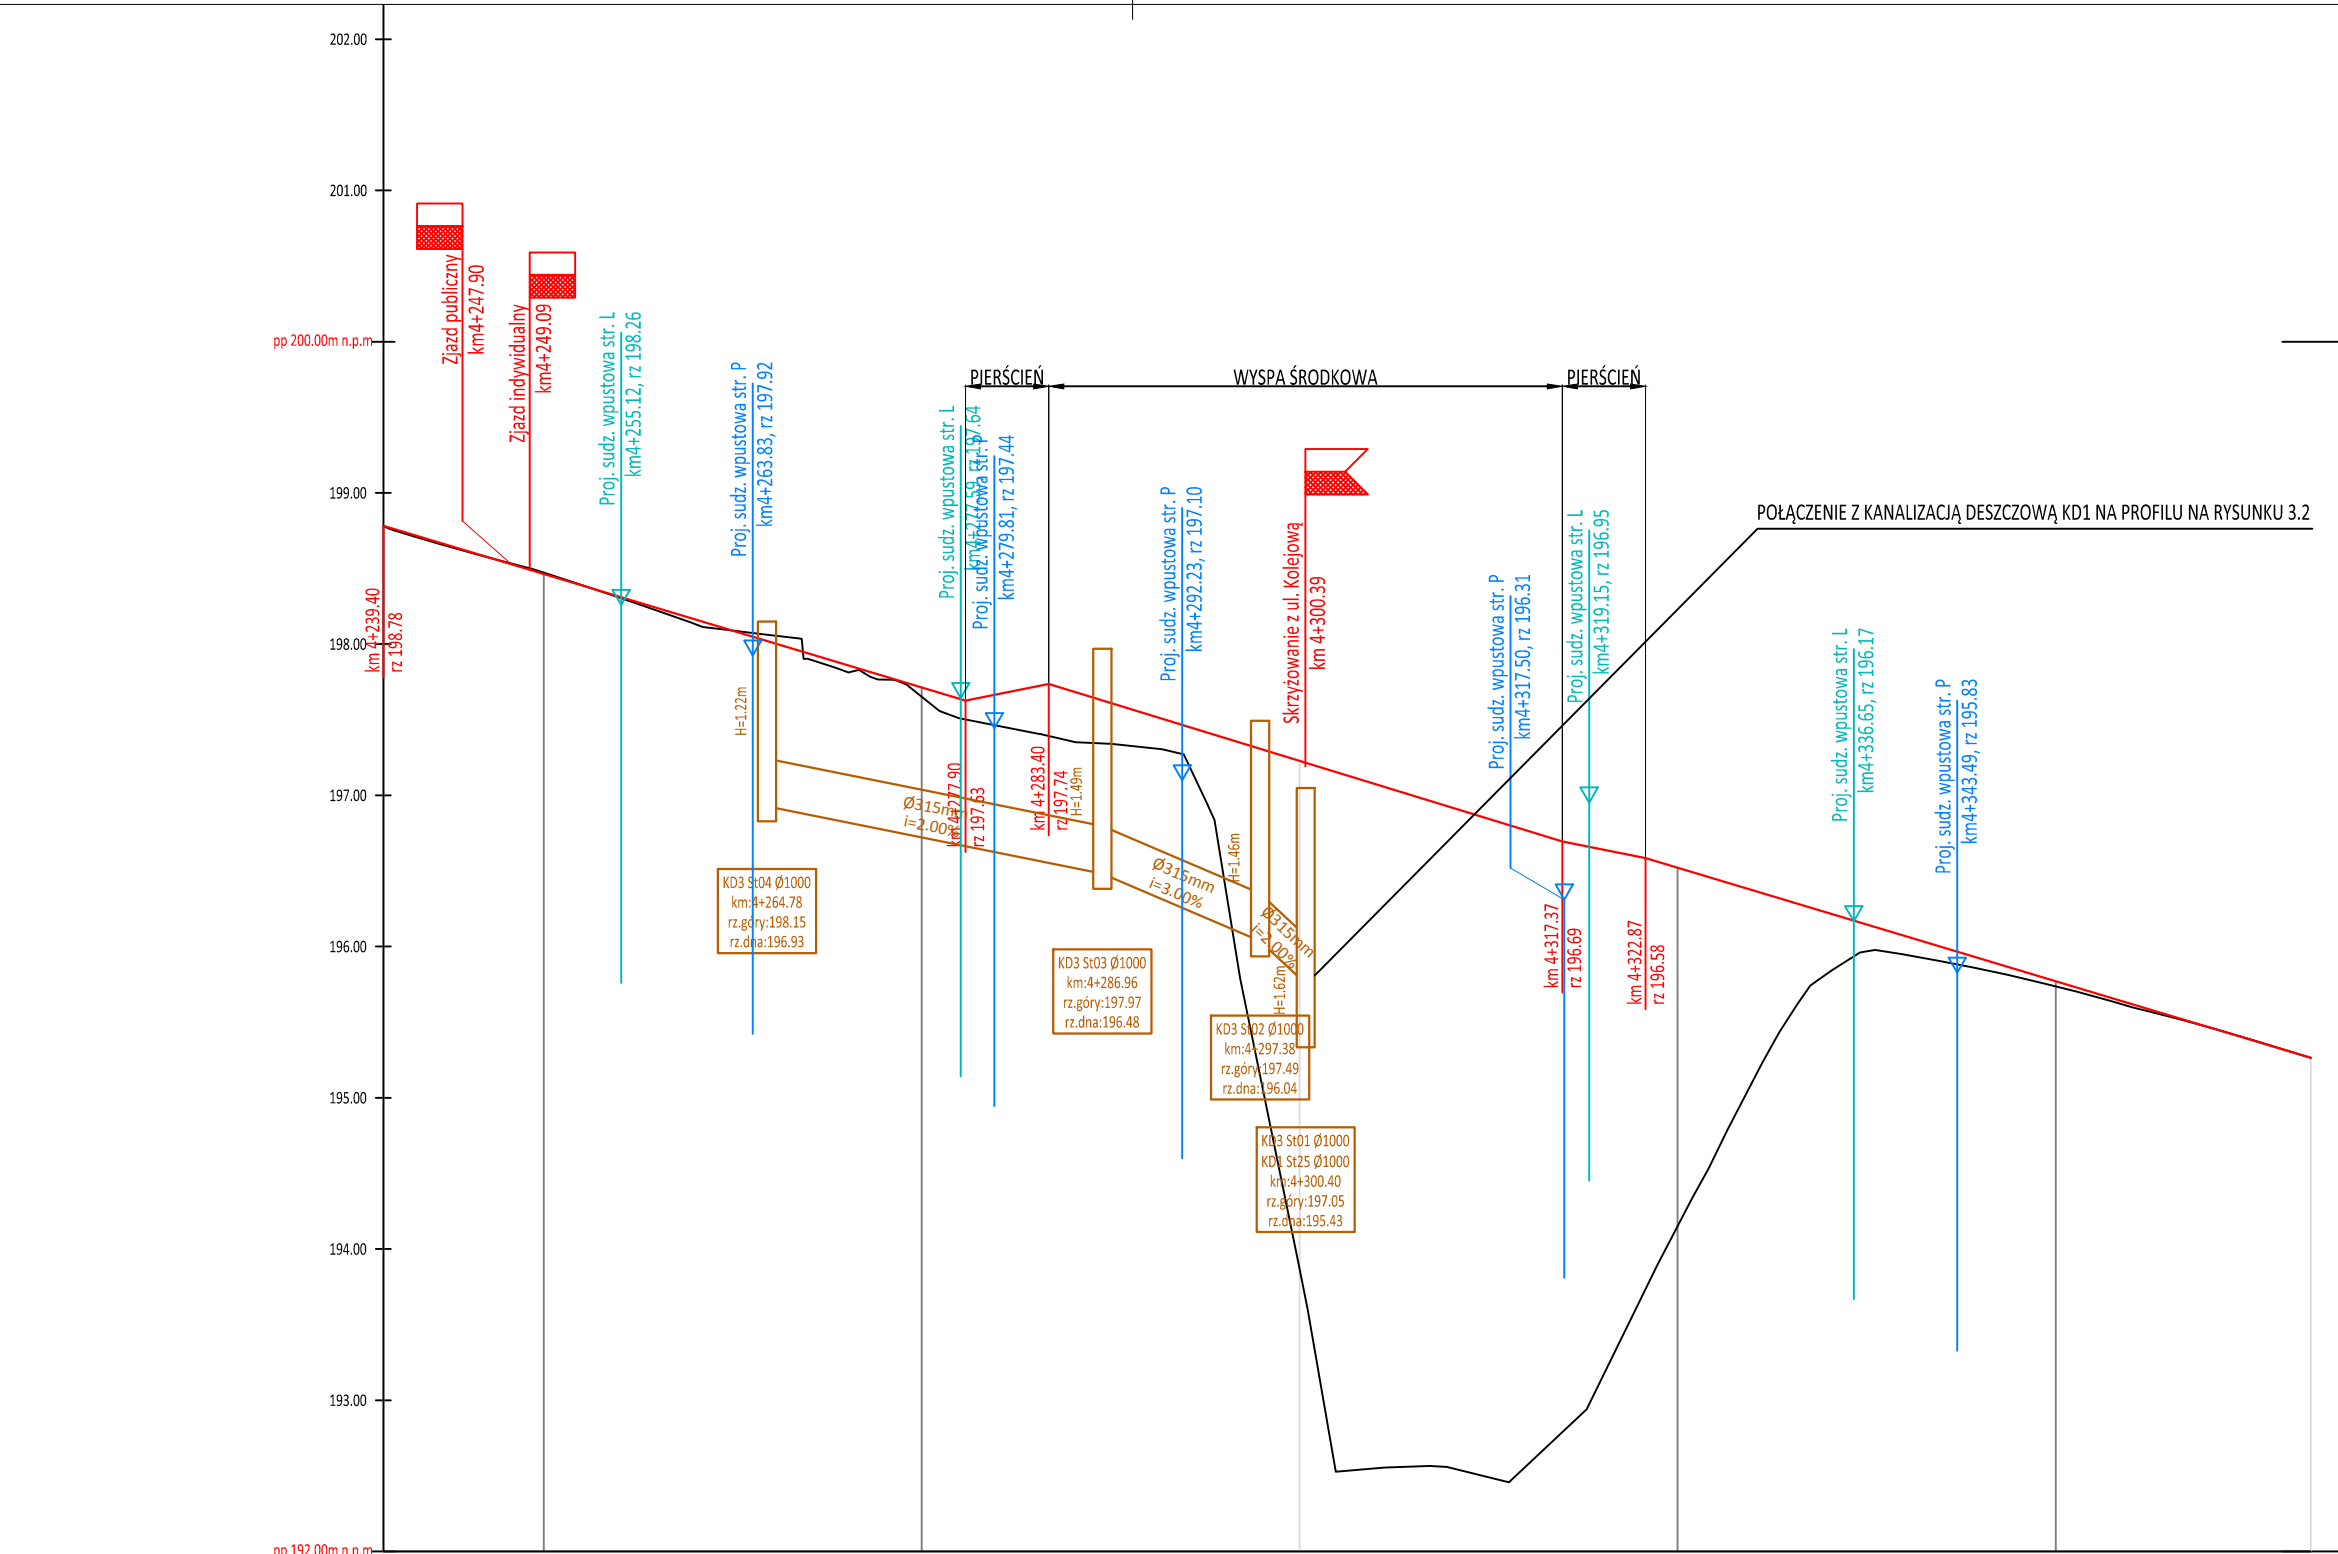 202.00
201.00
pp 200.00m n.p.m
199.00
198.00
197.00
196.00
195.00
194.00
193.00
pp 192.00m n.p.m
km 4+239.40
rz 198.78
Zjazd publiczny
km4+247.90
Zjazd indywidualny
km4+249.09
Proj. sudz. wpustowa str. L
km4+255.12, rz 198.26
Proj. sudz. wpustowa str. P
km4+263.83, rz 197.92
H=1.22m
KD3 St04 Ø1000
km:4+264.78
rz.góry:198.15
rz.dna:196.93
Ø315mm
i=2.00%
Proj. sudz. wpustowa str. L
km4+277.59, rz 197.64
Proj. sudz. wpustowa str. P
km4+279.81, rz 197.44
PIERŚCIEŃ
WYSPA ŚRODKOWA
PIERŚCIEŃ
km 4+277.90
rz 197.63
km 4+283.40
rz 197.74
H=1.49m
KD3 St03 Ø1000
km:4+286.96
rz.góry:197.97
rz.dna:196.48
Ø315mm
i=3.00%
Proj. sudz. wpustowa str. P
km4+292.23, rz 197.10
H=1.46m
KD3 St02 Ø1000
km:4+297.38
rz.góry:197.49
rz.dna:196.04
Ø315mm
i=2.00%
H=1.62m
KD3 St01 Ø1000
KD1 St25 Ø1000
km:4+300.40
rz.góry:197.05
rz.dna:195.43
Skrzyżowanie z ul. Kolejową
km 4+300.39
POŁĄCZENIE Z KANALIZACJĄ DESZCZOWĄ KD1 NA PROFILU NA RYSUNKU 3.2
Proj. sudz. wpustowa str. P
km4+317.50, rz 196.31
Proj. sudz. wpustowa str. L
km4+319.15, rz 196.95
km 4+317.37
rz 196.69
km 4+322.87
rz 196.58
Proj. sudz. wpustowa str. L
km4+336.65, rz 196.17
Proj. sudz. wpustowa str. P
km4+343.49, rz 195.83